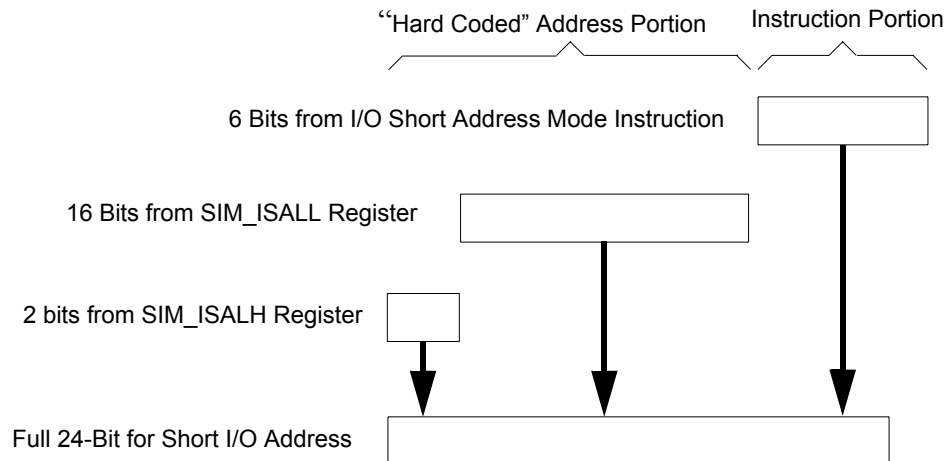 “Hard Coded” Address Portion
Instruction Portion
6 Bits from I/O Short Address Mode Instruction
16 Bits from SIM_ISALL Register
2 bits from SIM_ISALH Register
Full 24-Bit for Short I/O Address